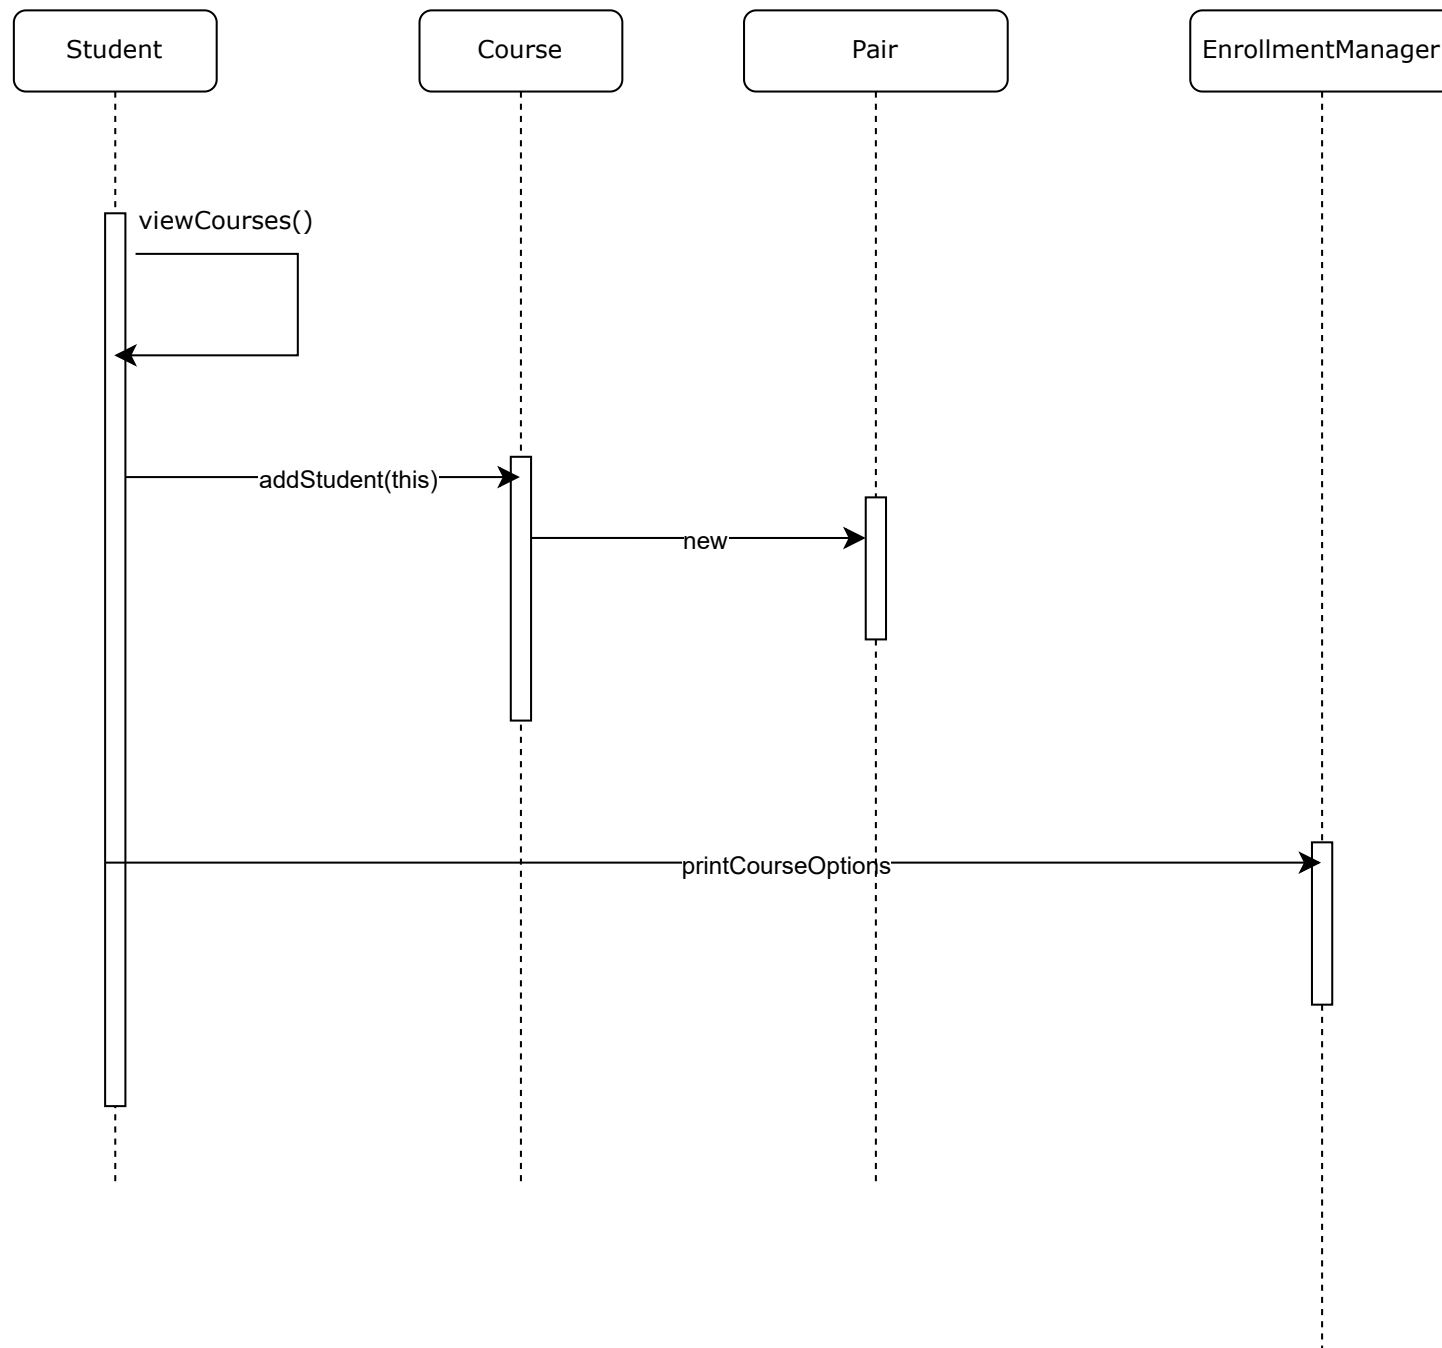 Student
Course
Pair
EnrollmentManager
viewCourses()
addStudent(this)
new
printCourseOptions